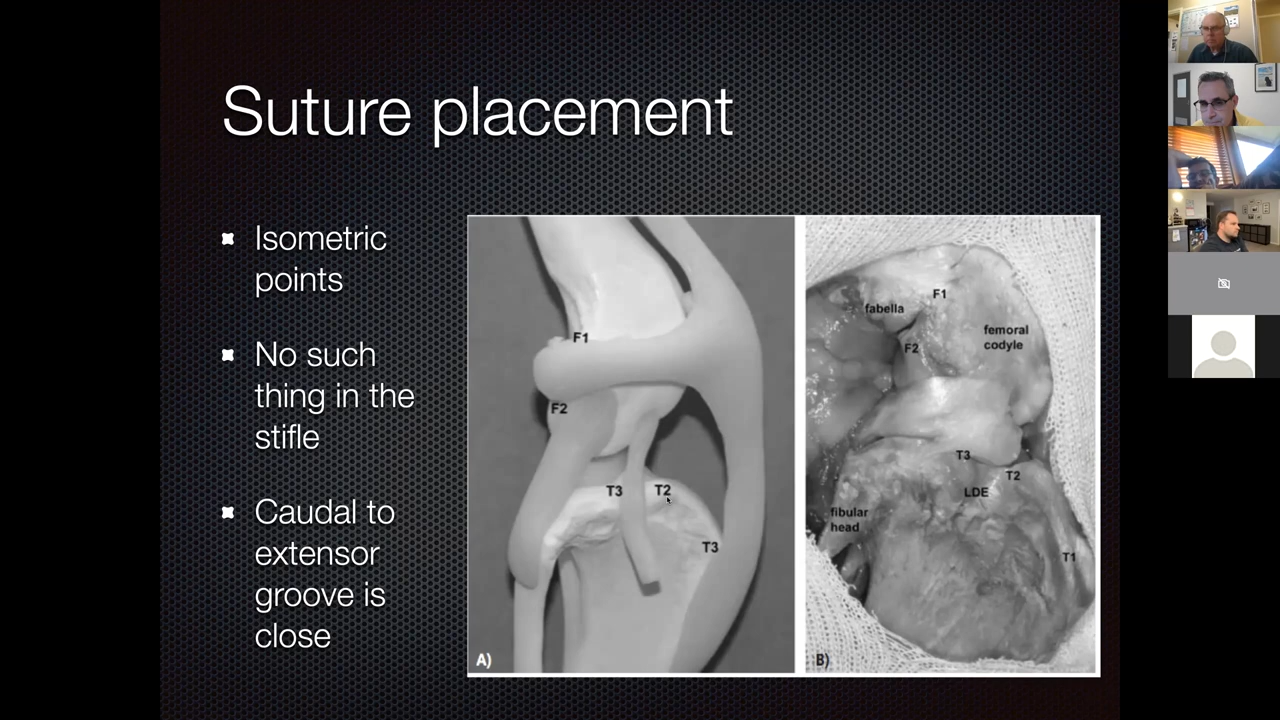 Suture placement
Isometric
points
No such
thing in the
stifle
Caudal to
extensor
groove is
close
F1
F2
T3
T2
T3
A)
F1
fabella
femoral
codyle
F2
T3
T2
LDE
fibular
head
T1
B)